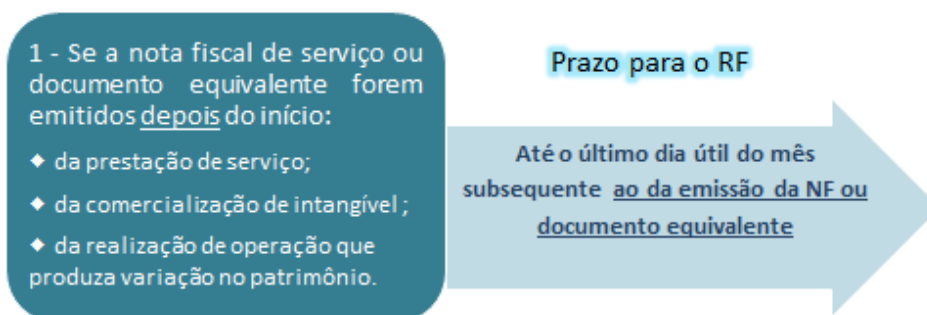 1 - Se a nota fiscal de serviço ou
documento equivalente forem
emitidos depois do início:
◆ da prestação de serviço;
◆ da comercialização de intangível ;
◆ da realização de operação que
produza variação no patrimônio.
Prazo para o RF
Até o último dia útil do mês
subsequente ao da emissão da NF ou
documento equivalente